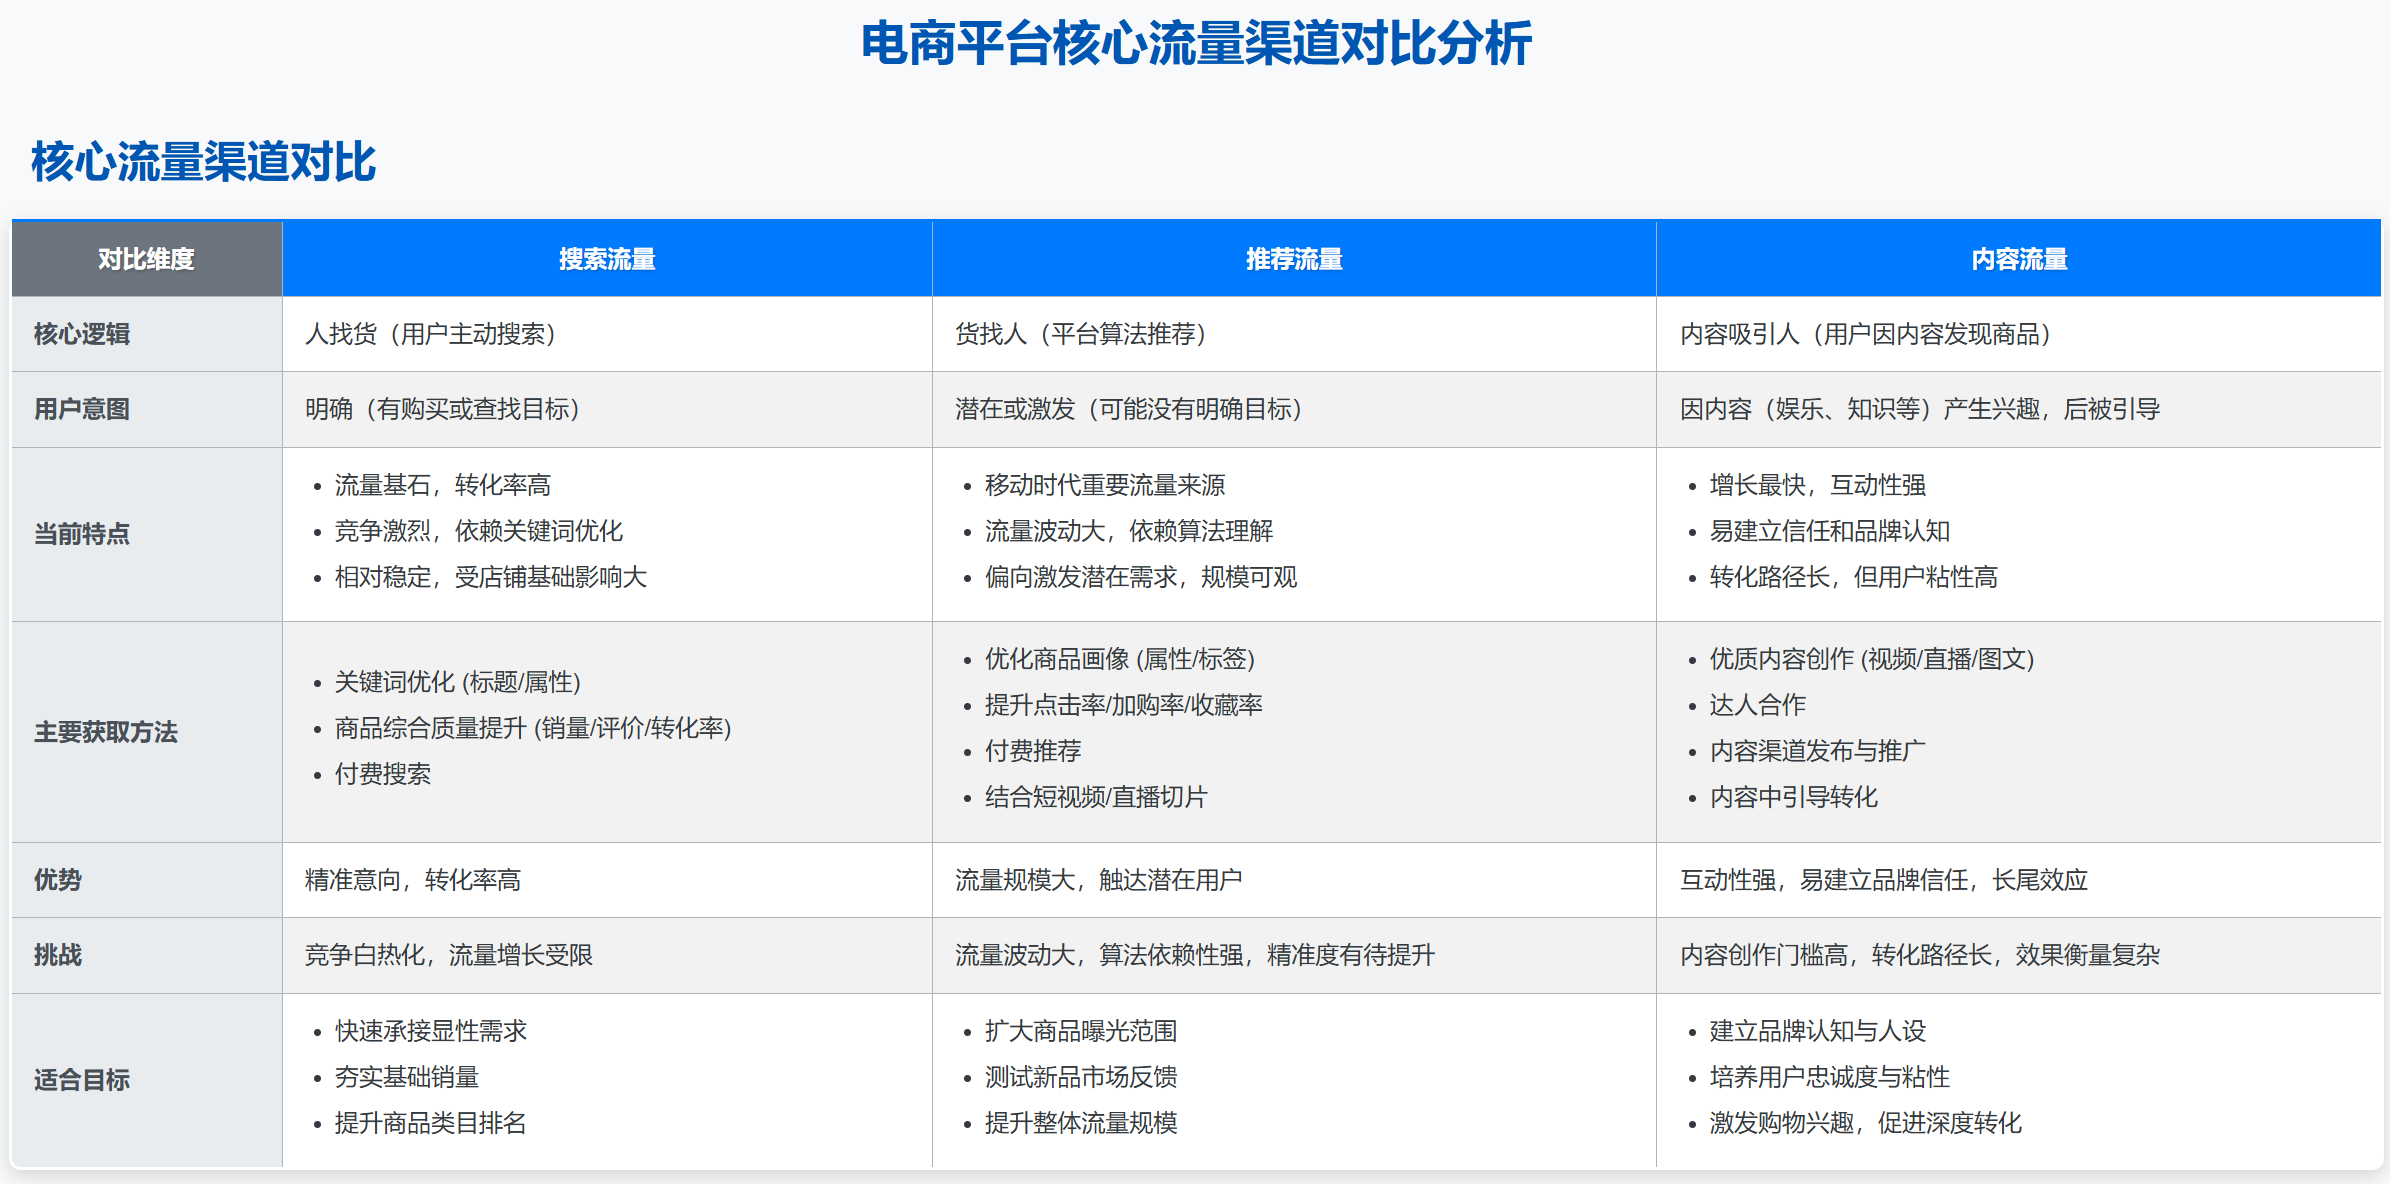 电商平台核心流量渠道对比分析
核心流量渠道对比
对比维度 搜索流量 推荐流量 内容流量
核心逻辑 人找货（用户主动搜索） 货找人（平台算法推荐） 内容吸引人（用户因内容发现商品）
用户意图 明确（有购买或查找目标） 潜在或激发（可能没有明确目标） 因内容（娱乐、知识等）产生兴趣，后被引导
当前特点
• 流量基石，转化率高
• 竞争激烈，依赖关键词优化
• 相对稳定，受店铺基础影响大
• 移动时代重要流量来源
• 流量波动大，依赖算法理解
• 偏向激发潜在需求，规模可观
• 增长最快，互动性强
• 易建立信任和品牌认知
• 转化路径长，但用户粘性高
主要获取方法
• 关键词优化 (标题/属性)
• 商品综合质量提升 (销量/评价/转化率)
• 付费搜索
• 优化商品画像 (属性/标签)
• 提升点击率/加购率/收藏率
• 付费推荐
• 结合短视频/直播切片
• 优质内容创作 (视频/直播/图文)
• 达人合作
• 内容渠道发布与推广
• 内容中引导转化
优势 精准意向，转化率高 流量规模大，触达潜在用户 互动性强，易建立品牌信任，长尾效应
挑战 竞争白热化，流量增长受限 流量波动大，算法依赖性强，精准度有待提升 内容创作门槛高，转化路径长，效果衡量复杂
适合目标
• 快速承接显性需求
• 夯实基础销量
• 提升商品类目排名
• 扩大商品曝光范围
• 测试新品市场反馈
• 提升整体流量规模
• 建立品牌认知与人设
• 培养用户忠诚度与粘性
• 激发购物兴趣，促进深度转化